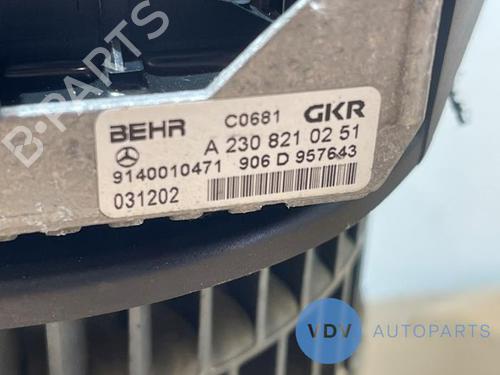 B-PARTS
BEHR C0681 GKR
A 230 821 02 51
9140010471 906 D 957643
031202
VDV AUTOPARTS